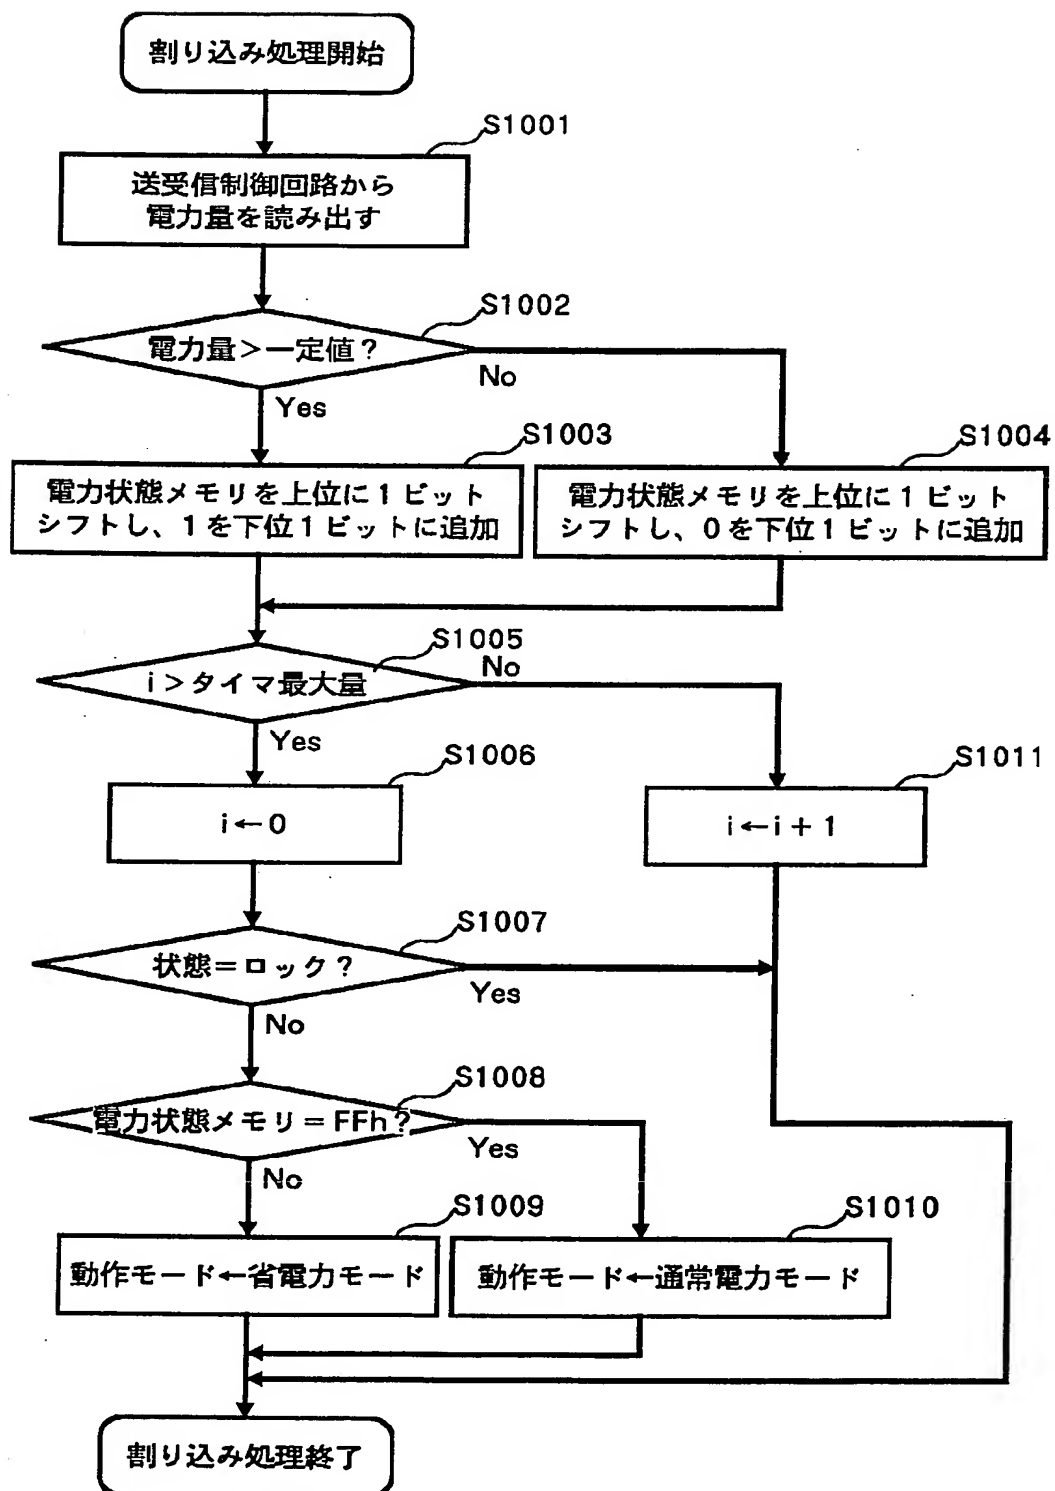 割り込み処理開始
S1001
送受信制御回路から
電力量を読み出す
S1002
電力量＞一定値？
No
Yes
S1003
電力状態メモリを上位に１ビット
シフトし、１を下位１ビットに追加
S1004
電力状態メモリを上位に１ビット
シフトし、０を下位１ビットに追加
S1005
i＞タイマ最大量
No
Yes
S1006
i←0
S1011
i←i＋1
S1007
状態＝ロック？
Yes
No
S1008
電力状態メモリ＝FFh？
Yes
No
S1009
動作モード←省電力モード
S1010
動作モード←通常電力モード
割り込み処理終了